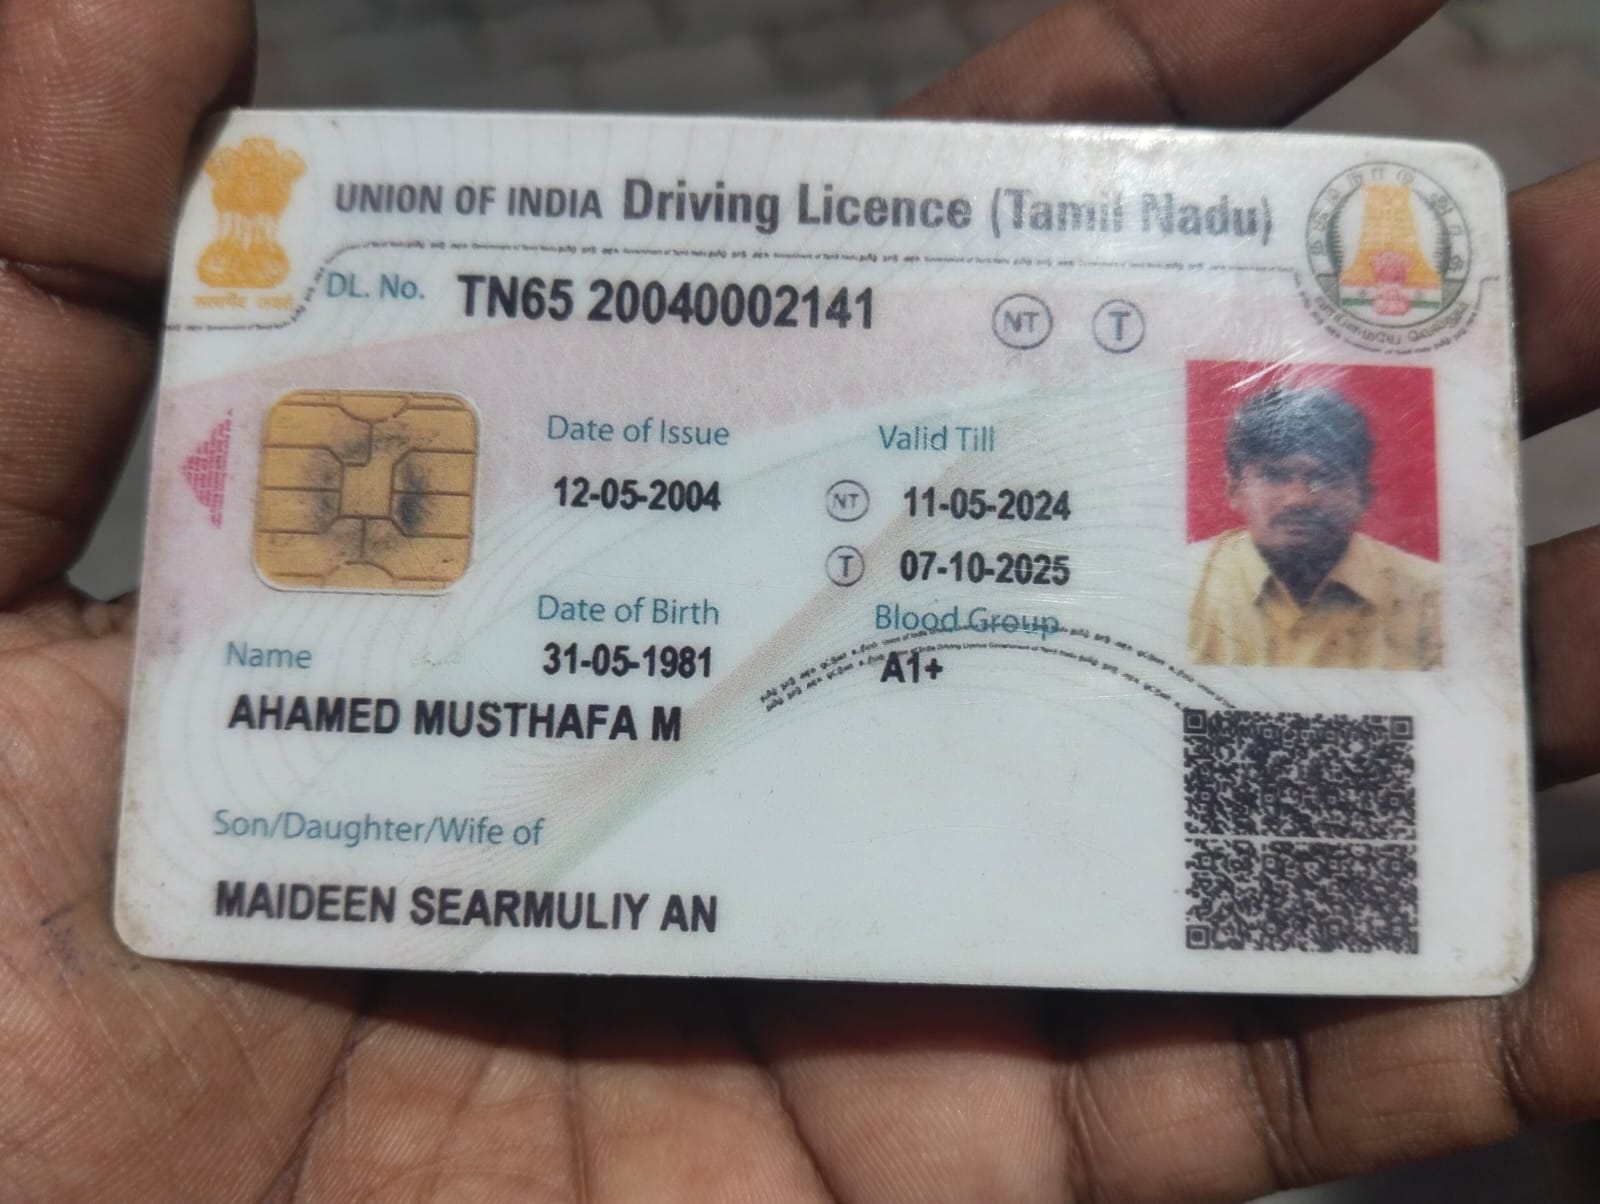 UNION OF INDIA Driving Licence (Tamil Nadu)
DL. No. TN65 20040002141 NT T
Date of Issue Valid Till
12-05-2004 NT 11-05-2024
T 07-10-2025
Date of Birth Blood Group
31-05-1981 A1+
Name
AHAMED MUSTHAFA M
Son/Daughter/Wife of
MAIDEEN SEARMULIY AN